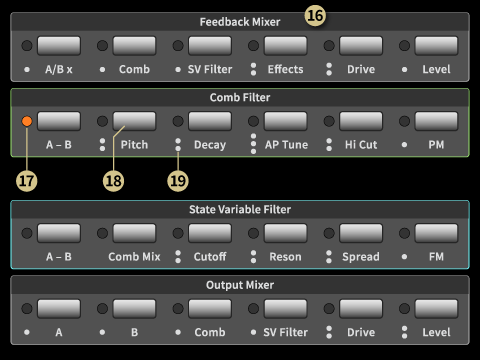 Feedback Mixer 16
A/B x Comb SV Filter Effects Drive Level
Comb Filter
A – B Pitch Decay AP Tune Hi Cut PM
17 18 19
State Variable Filter
A – B Comb Mix Cutoff Reson Spread FM
Output Mixer
A B Comb SV Filter Drive Level